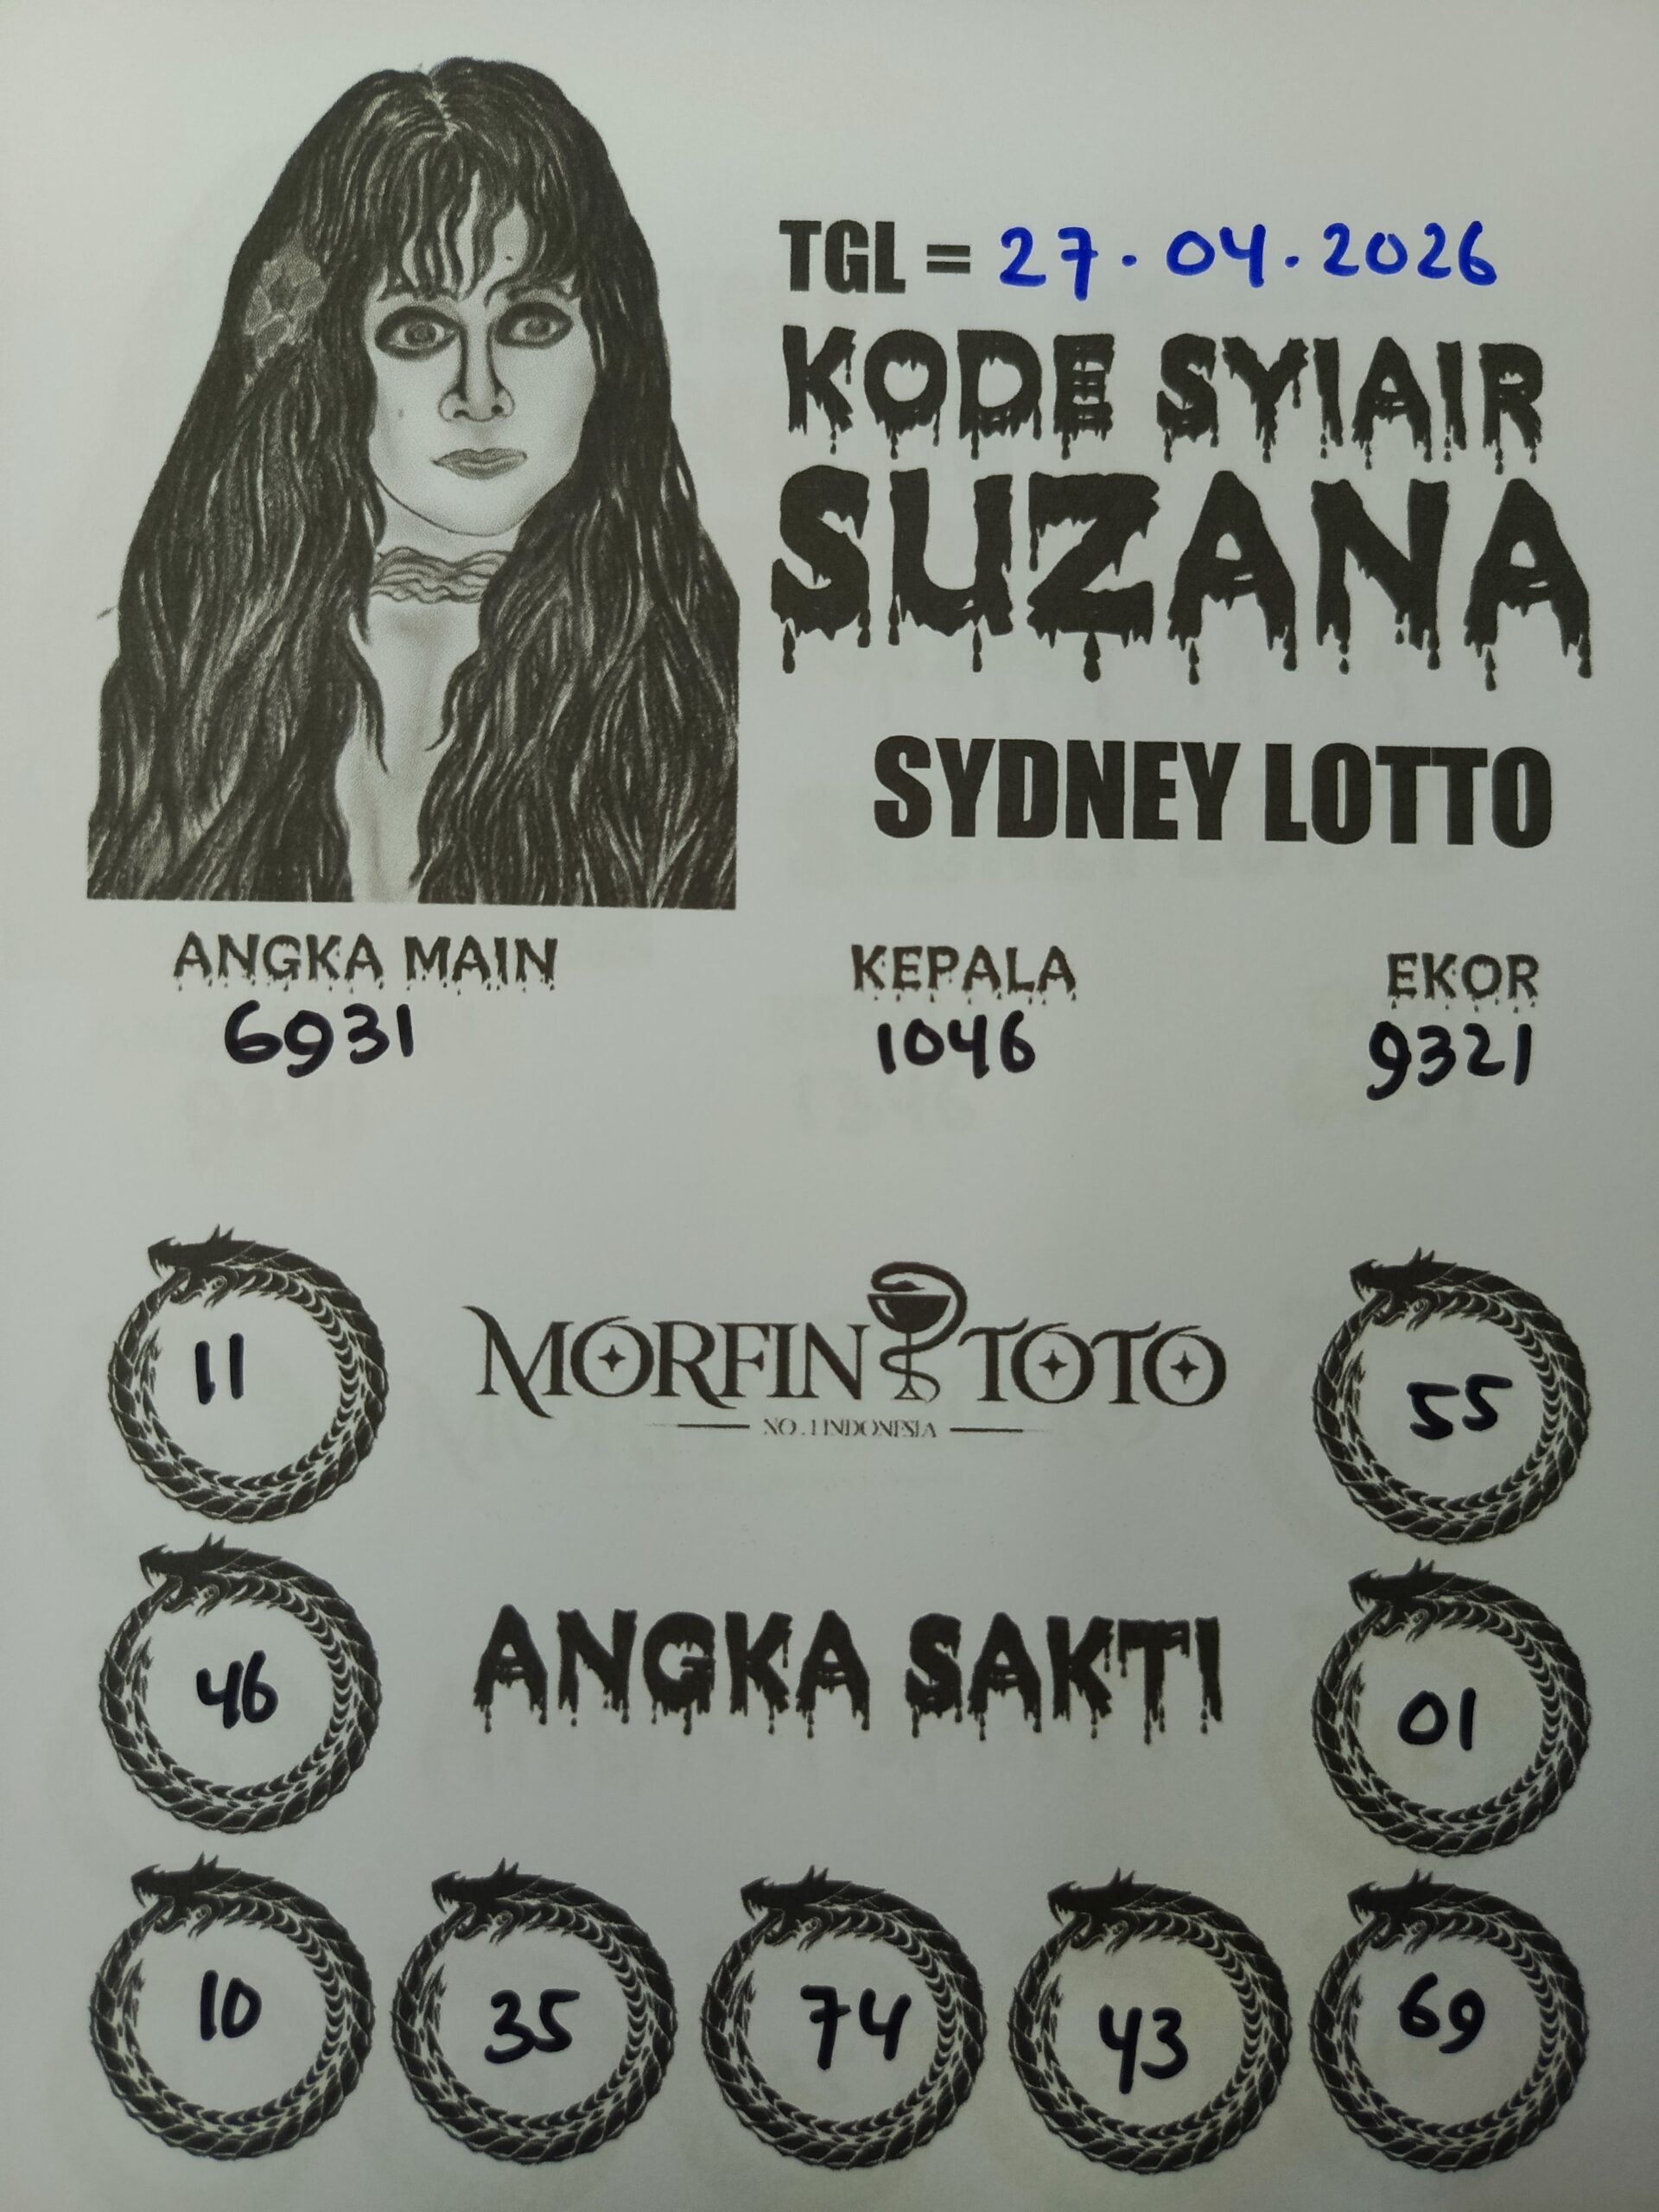 TGL = 27.04.2026
KODE SYIAIR
SUZANA
SYDNEY LOTTO
ANGKA MAIN KEPALA EKOR
6931 1046 9321
11 MORFIN TOTO 55
NO.1 INDONESIA
46 ANGKA SAKTI 01
10 35 74 43 69